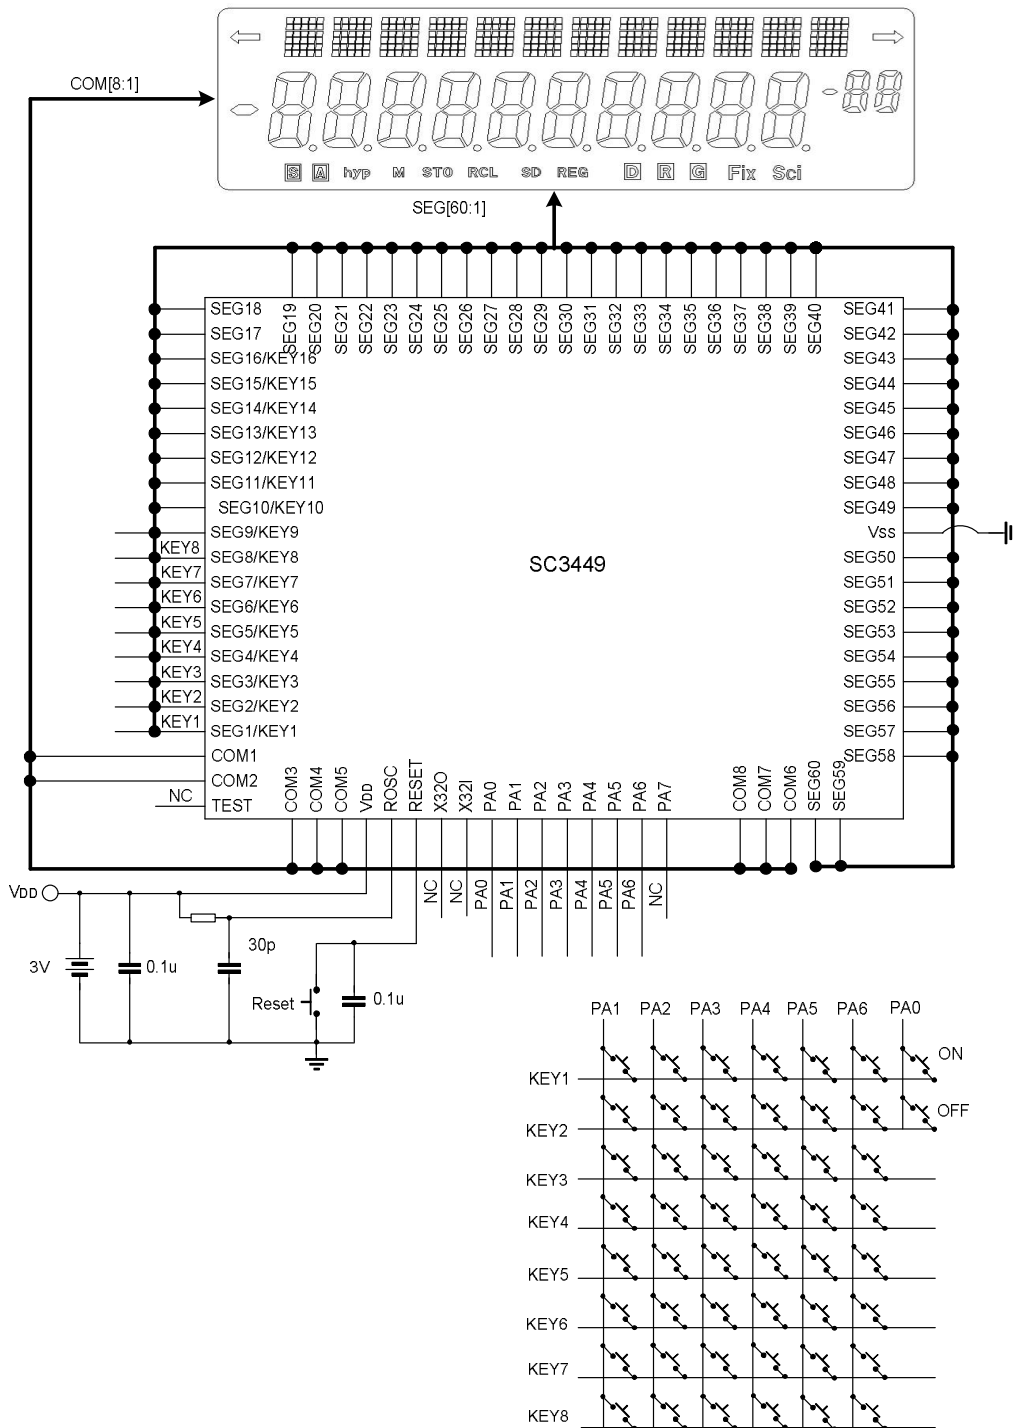 COM[8:1]
S A hyp M STO RCL SD REG D R G Fix Sci
SEG[60:1]
SEG19 SEG20 SEG21 SEG22 SEG23 SEG24 SEG25 SEG26 SEG27 SEG28 SEG29 SEG30 SEG31 SEG32 SEG33 SEG34 SEG35 SEG36 SEG37 SEG38 SEG39 SEG40
SEG18
SEG17
SEG16/KEY16
SEG15/KEY15
SEG14/KEY14
SEG13/KEY13
SEG12/KEY12
SEG11/KEY11
SEG10/KEY10
SEG9/KEY9
KEY8 SEG8/KEY8
KEY7 SEG7/KEY7
KEY6 SEG6/KEY6
KEY5 SEG5/KEY5
KEY4 SEG4/KEY4
KEY3 SEG3/KEY3
KEY2 SEG2/KEY2
KEY1 SEG1/KEY1
COM1
COM2
NC TEST
SC3449
SEG41
SEG42
SEG43
SEG44
SEG45
SEG46
SEG47
SEG48
SEG49
Vss
SEG50
SEG51
SEG52
SEG53
SEG54
SEG55
SEG56
SEG57
SEG58
COM3 COM4 COM5 VDD ROSC RESET X32O X32I PA0 PA1 PA2 PA3 PA4 PA5 PA6 PA7 COM8 COM7 COM6 SEG60 SEG59
NC NC PA0 PA1 PA2 PA3 PA4 PA5 PA6 NC
VDD
3V
0.1u
30p
Reset
0.1u
PA1 PA2 PA3 PA4 PA5 PA6 PA0
KEY1 ON
KEY2 OFF
KEY3
KEY4
KEY5
KEY6
KEY7
KEY8